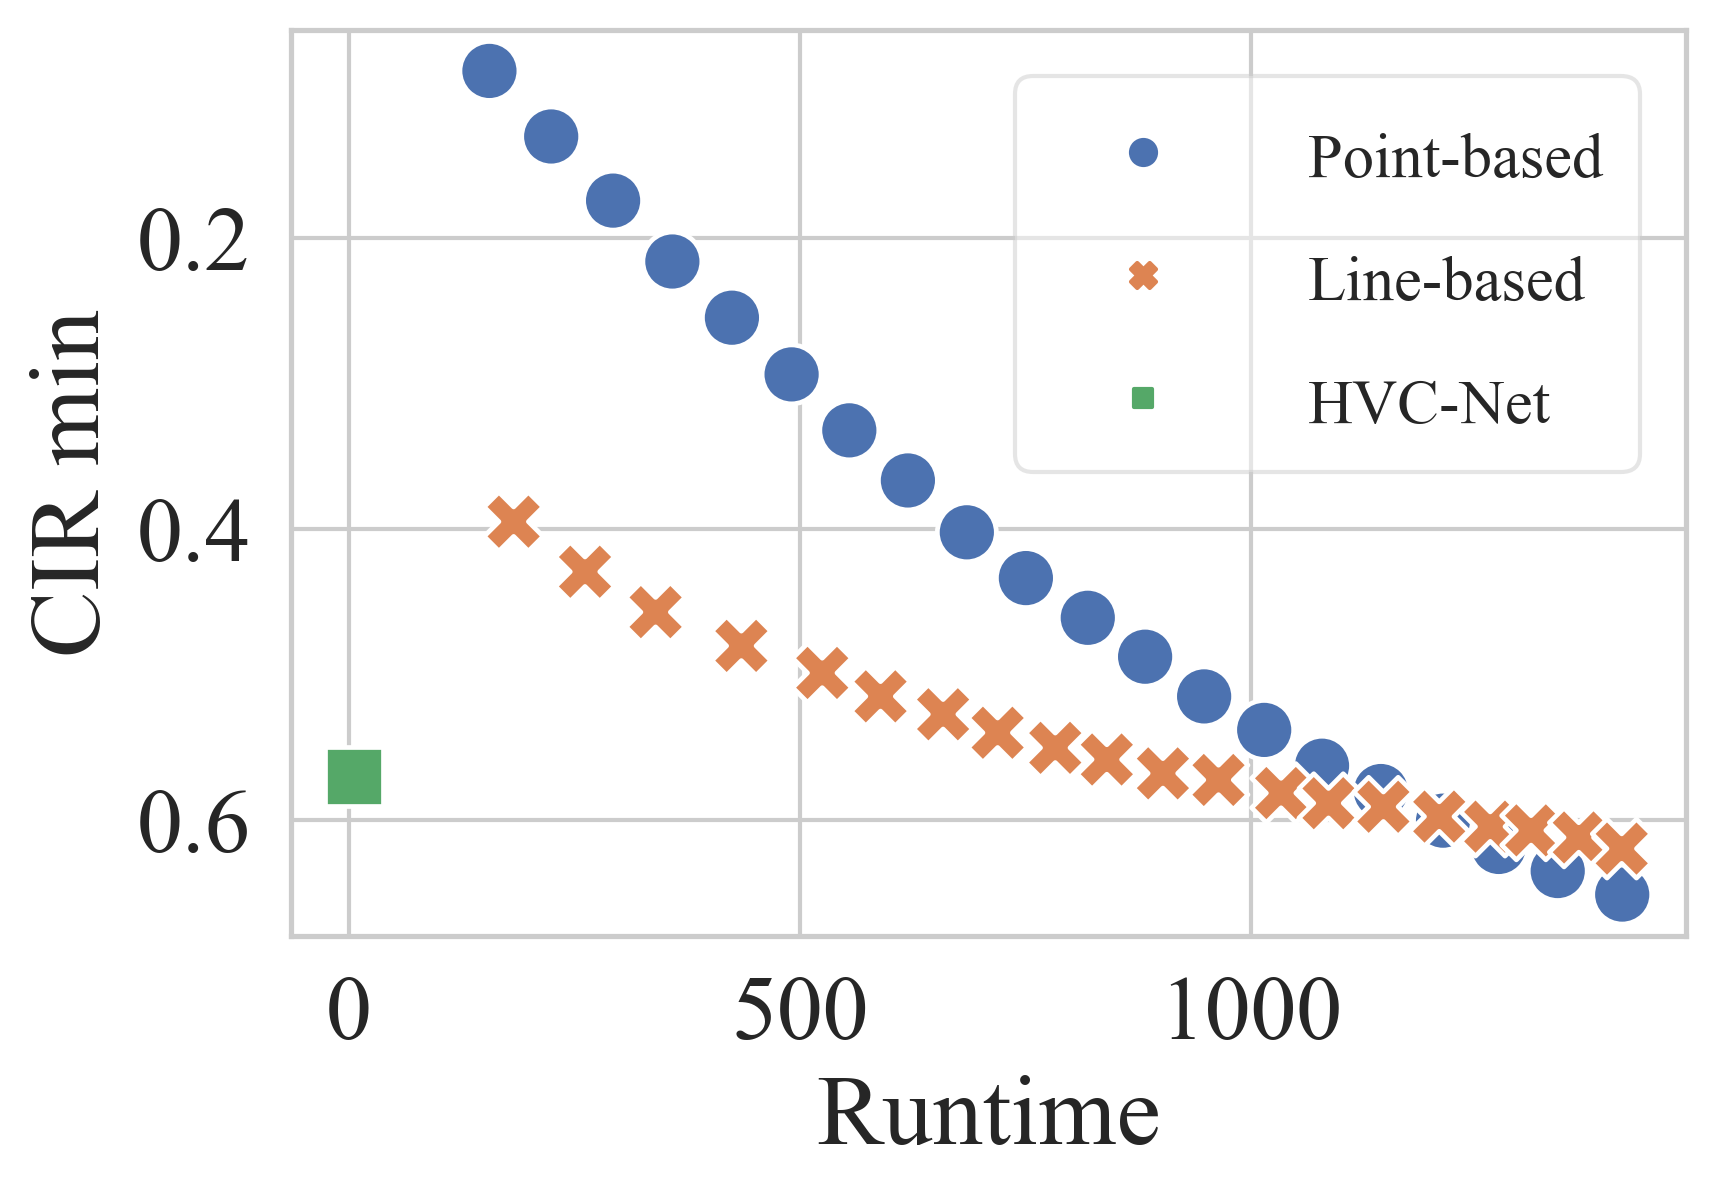 Point-based
Line-based
HVC-Net
0.2
0.4
0.6
CIR min
0
500
1000
Runtime